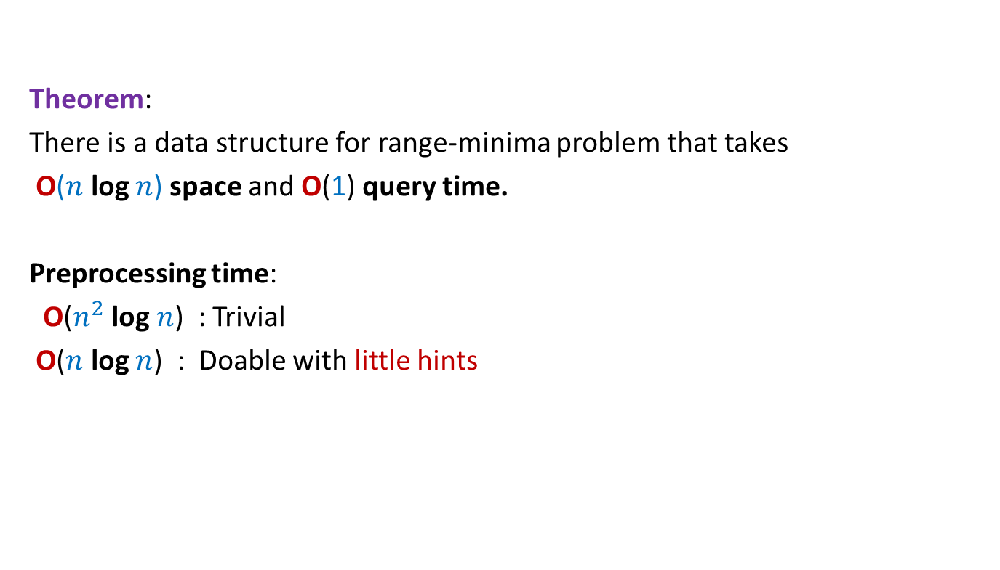 Theorem:
There is a data structure for range-minima problem that takes
O(n log n) space and O(1) query time.
Preprocessing time:
O(n² log n) : Trivial
O(n log n) : Doable with little hints